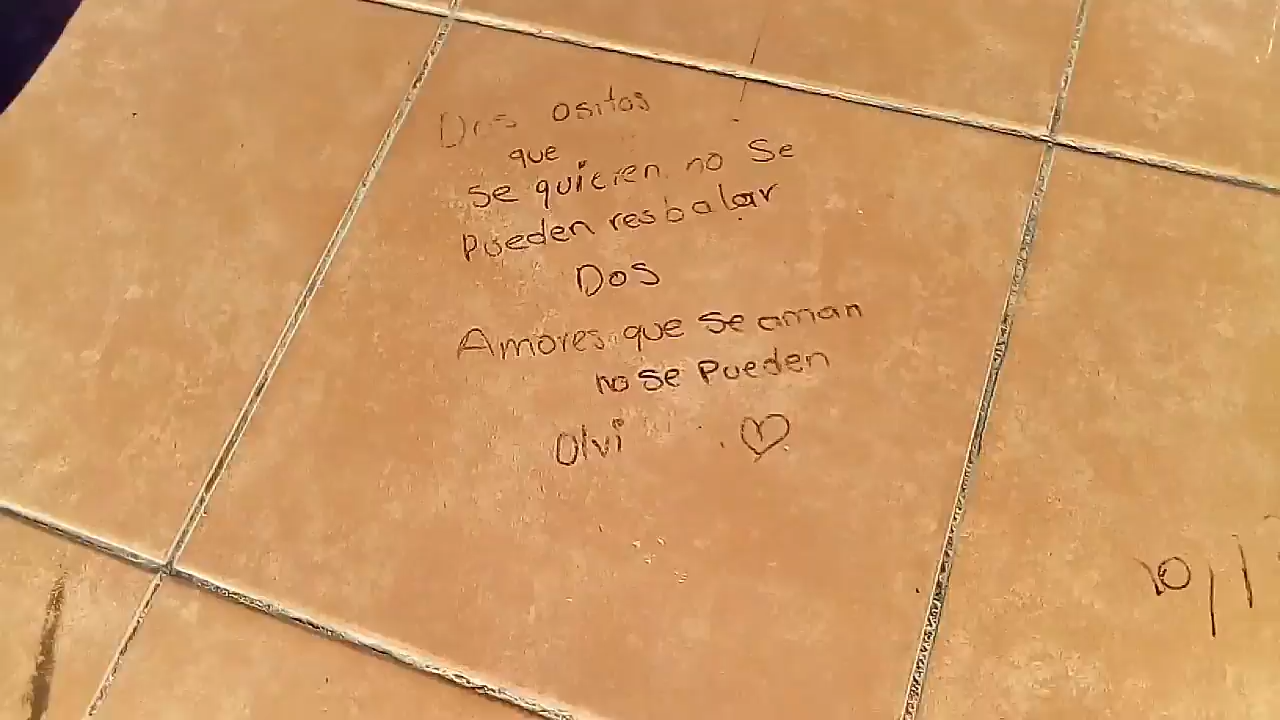 Dos ositos
que
se quieren no se
Pueden resbalar
Dos
Amores que se aman
no se pueden
Olvi